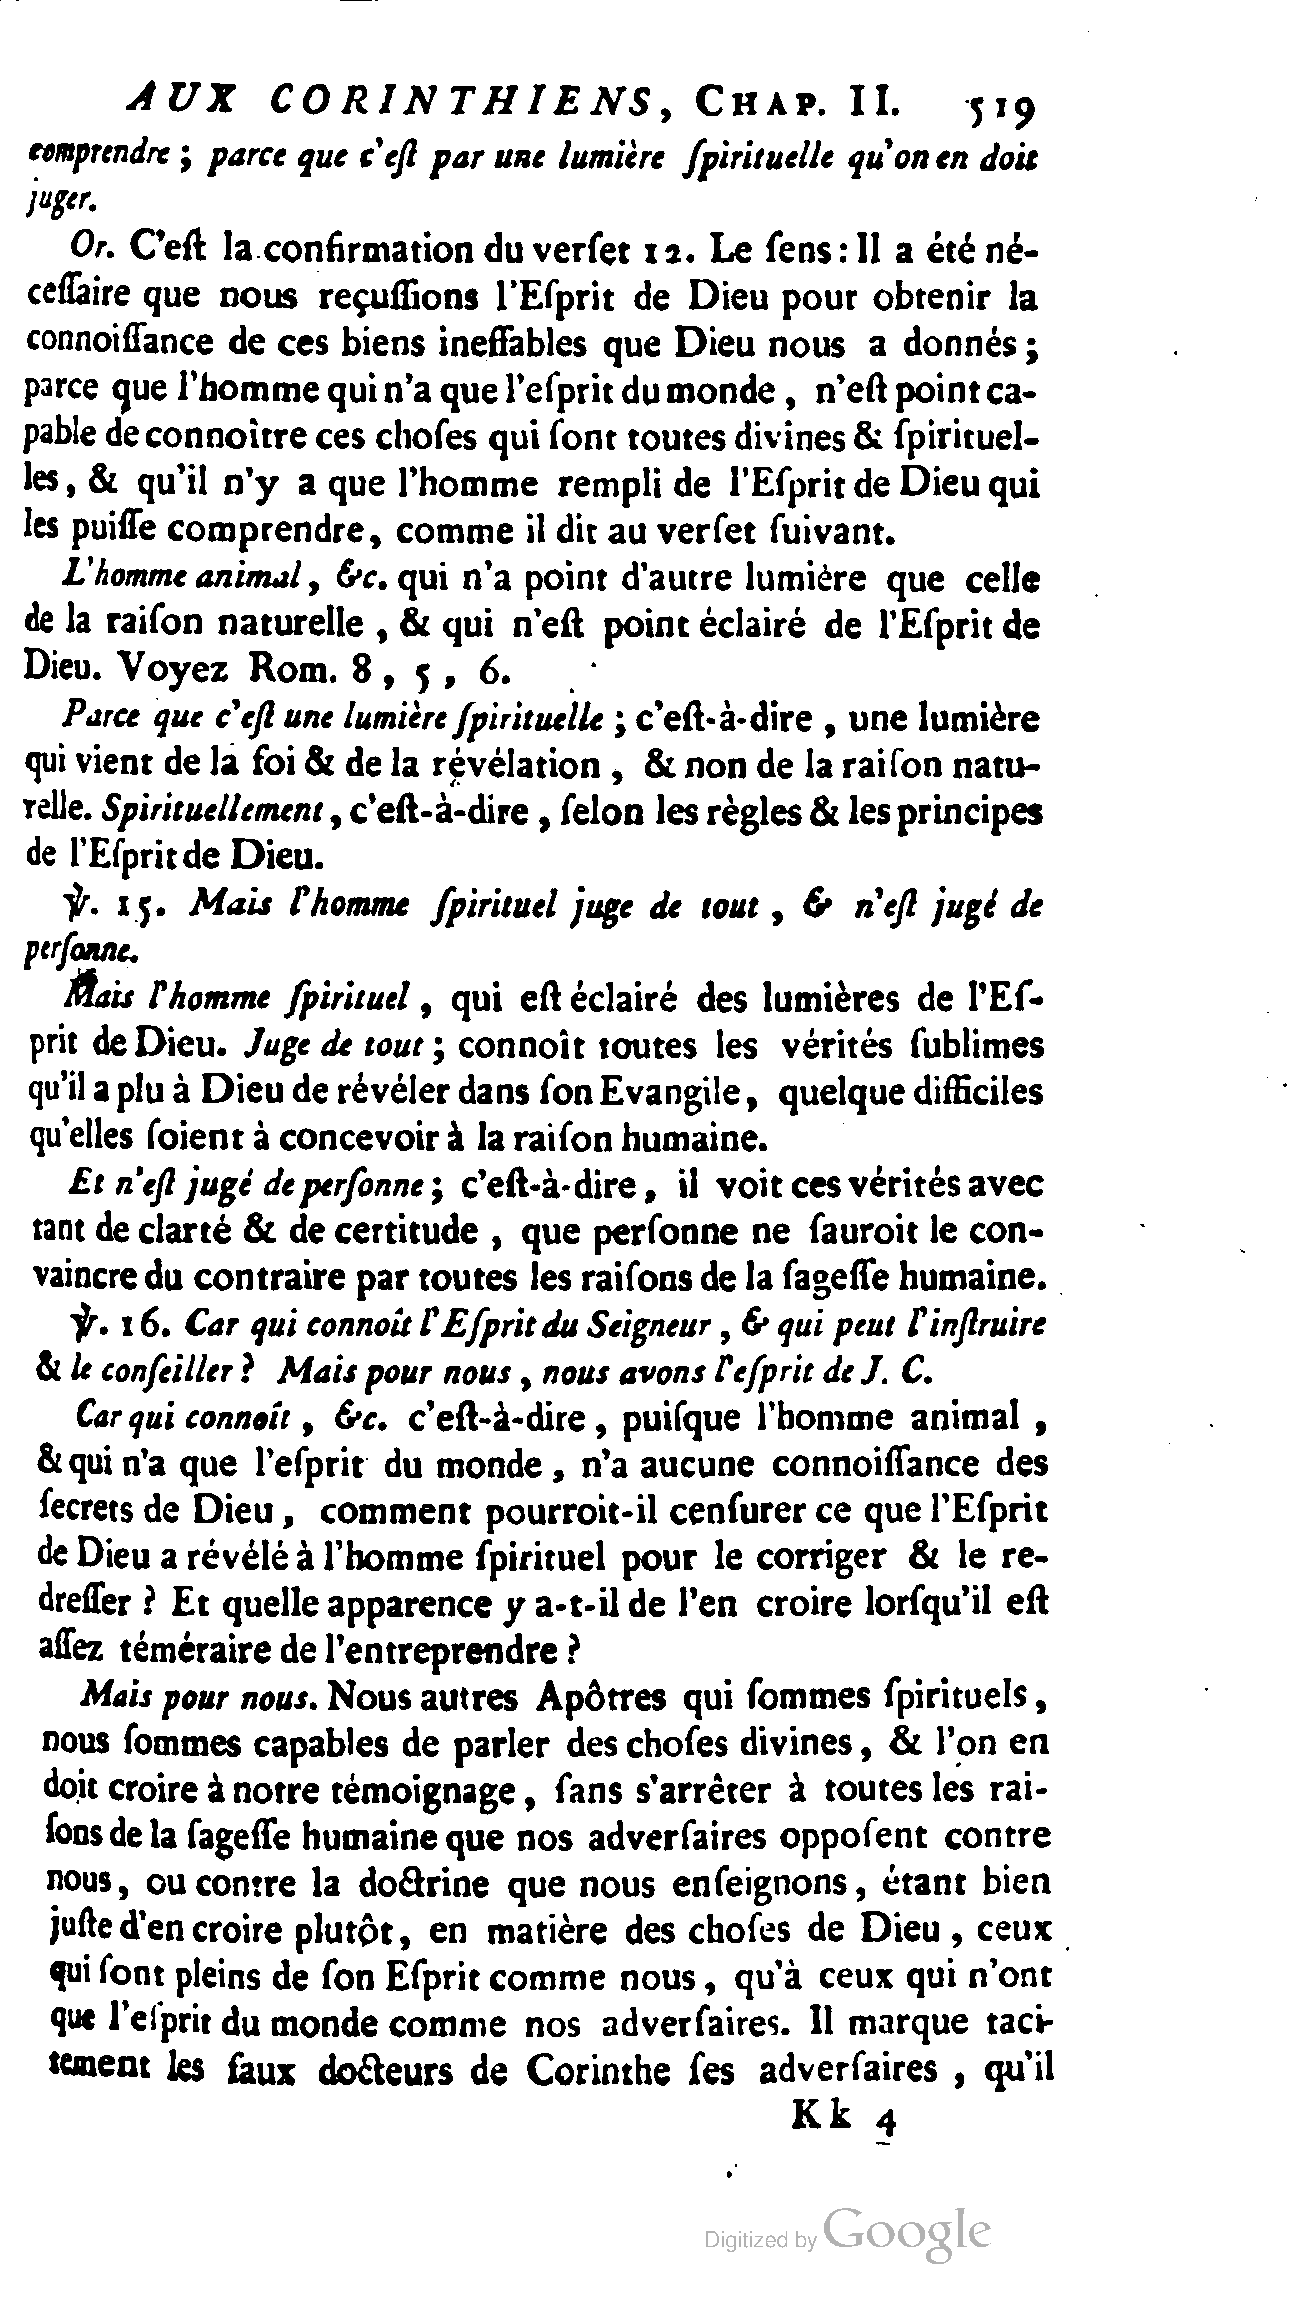 AUX CORINTHIENS, CHAP. II. 519
comprendre ; parce que c'eſt par une lumière ſpirituelle qu'on en doit
juger.
Or. C'eſt la confirmation du verſet 12. Le ſens : Il a été né-
ceſſaire que nous reçuſſions l'Eſprit de Dieu pour obtenir la
connoiſſance de ces biens ineffables que Dieu nous a donnés ;
parce que l'homme qui n'a que l'eſprit du monde , n'eſt point ca-
pable de connoître ces choſes qui ſont toutes divines & ſpirituel-
les , & qu'il n'y a que l'homme rempli de l'Eſprit de Dieu qui
les puiſſe comprendre, comme il dit au verſet ſuivant.
L'homme animal , &c. qui n'a point d'autre lumière que celle
de la raiſon naturelle , & qui n'eſt point éclairé de l'Eſprit de
Dieu. Voyez Rom. 8 , 5 , 6.
Parce que c'eſt une lumière ſpirituelle ; c'eſt-à-dire , une lumière
qui vient de la foi & de la révélation , & non de la raiſon natu-
relle. Spirituellement , c'eſt-à-dire , ſelon les règles & les principes
de l'Eſprit de Dieu.
℣. 15. Mais l'homme ſpirituel juge de tout , & n'eſt jugé de
perſonne.
Mais l'homme ſpirituel , qui eſt éclairé des lumières de l'Eſ-
prit de Dieu. Juge de tout ; connoît toutes les vérités ſublimes
qu'il a plu à Dieu de révéler dans ſon Evangile, quelque difficiles
qu'elles ſoient à concevoir à la raiſon humaine.
Et n'eſt jugé de perſonne ; c'eſt-à-dire , il voit ces vérités avec
tant de clarté & de certitude , que perſonne ne ſauroit le con-
vaincre du contraire par toutes les raiſons de la ſageſſe humaine.
℣. 16. Car qui connoît l'Eſprit du Seigneur , & qui peut l'inſtruire
& le conſeiller ? Mais pour nous , nous avons l'eſprit de J. C.
Car qui connoît , &c. c'eſt-à-dire , puiſque l'homme animal ,
& qui n'a que l'eſprit du monde , n'a aucune connoiſſance des
ſecrets de Dieu , comment pourroit-il cenſurer ce que l'Eſprit
de Dieu a révélé à l'homme ſpirituel pour le corriger & le re-
dreſſer ? Et quelle apparence y a-t-il de l'en croire lorſqu'il eſt
aſſez téméraire de l'entreprendre ?
Mais pour nous. Nous autres Apôtres qui ſommes ſpirituels ,
nous ſommes capables de parler des choſes divines , & l'on en
doit croire à notre témoignage , ſans s'arrêter à toutes les rai-
ſons de la ſageſſe humaine que nos adverſaires oppoſent contre
nous , ou contre la doctrine que nous enſeignons , étant bien
juſte d'en croire plutôt, en matière des choſes de Dieu , ceux
qui ſont pleins de ſon Eſprit comme nous , qu'à ceux qui n'ont
que l'eſprit du monde comme nos adverſaires. Il marque taci-
tement les faux docteurs de Corinthe ſes adverſaires , qu'il
Kk 4
Digitized by Google